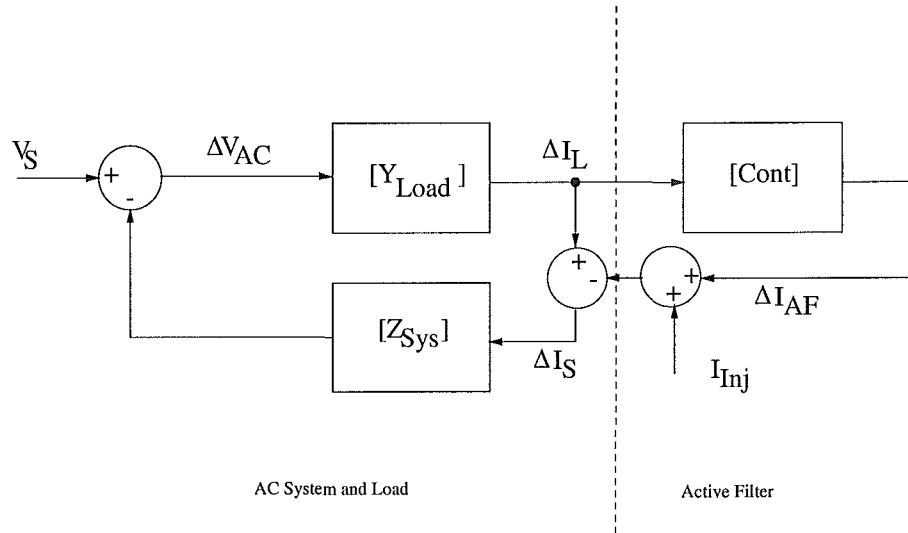 V_S
+
-
ΔV_AC
[Y_Load ]
ΔI_L
[Cont]
+
-
+
+
ΔI_AF
[Z_Sys]
ΔI_S
I_Inj
AC System and Load
Active Filter